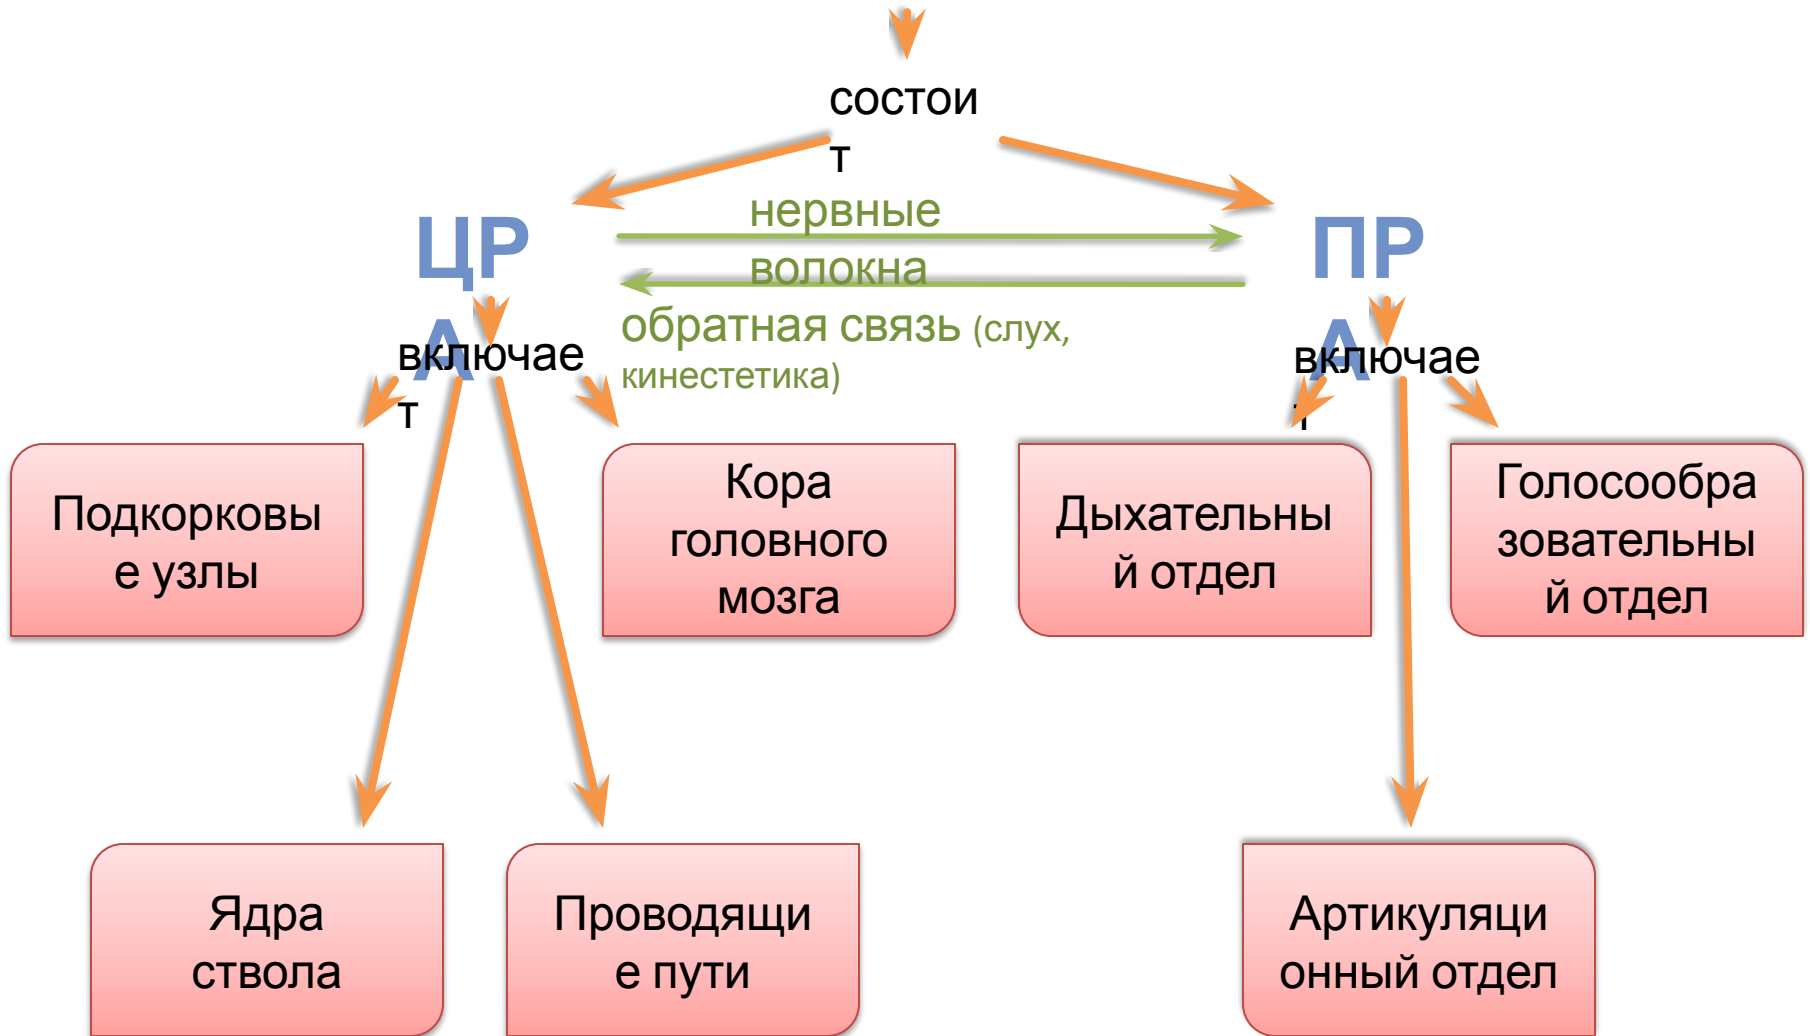 состои
т
ЦР
А
нервные
волокна
обратная связь (слух,
кинестетика)
ПР
А
включае
т
включае
т
Подкорковы
е узлы
Кора
головного
мозга
Дыхательны
й отдел
Голосообра
зовательны
й отдел
Ядра
ствола
Проводящи
е пути
Артикуляци
онный отдел